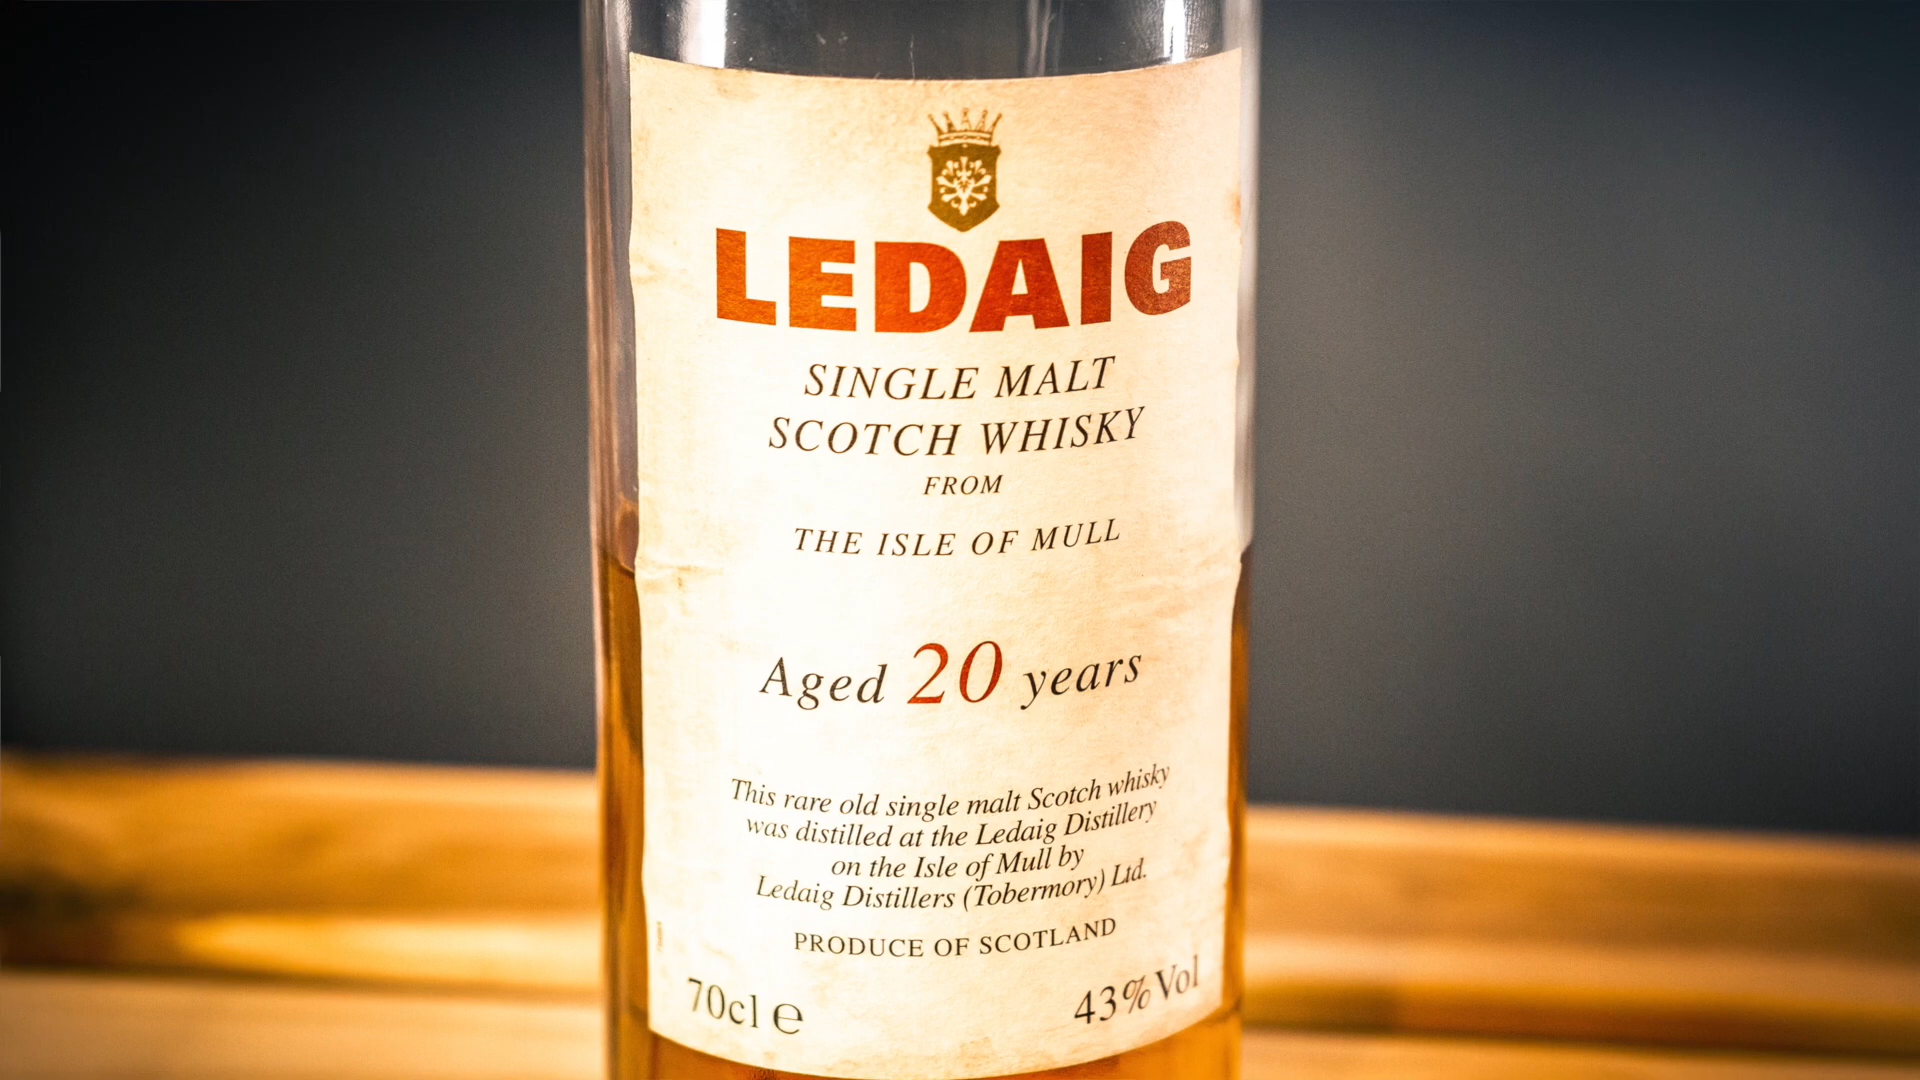 LEDAIG
SINGLE MALT
SCOTCH WHISKY
FROM
THE ISLE OF MULL
Aged 20 years
This rare old single malt Scotch whisky
was distilled at the Ledaig Distillery
on the Isle of Mull by
Ledaig Distillers (Tobermory) Ltd.
PRODUCE OF SCOTLAND
70cl ℮ 43% Vol